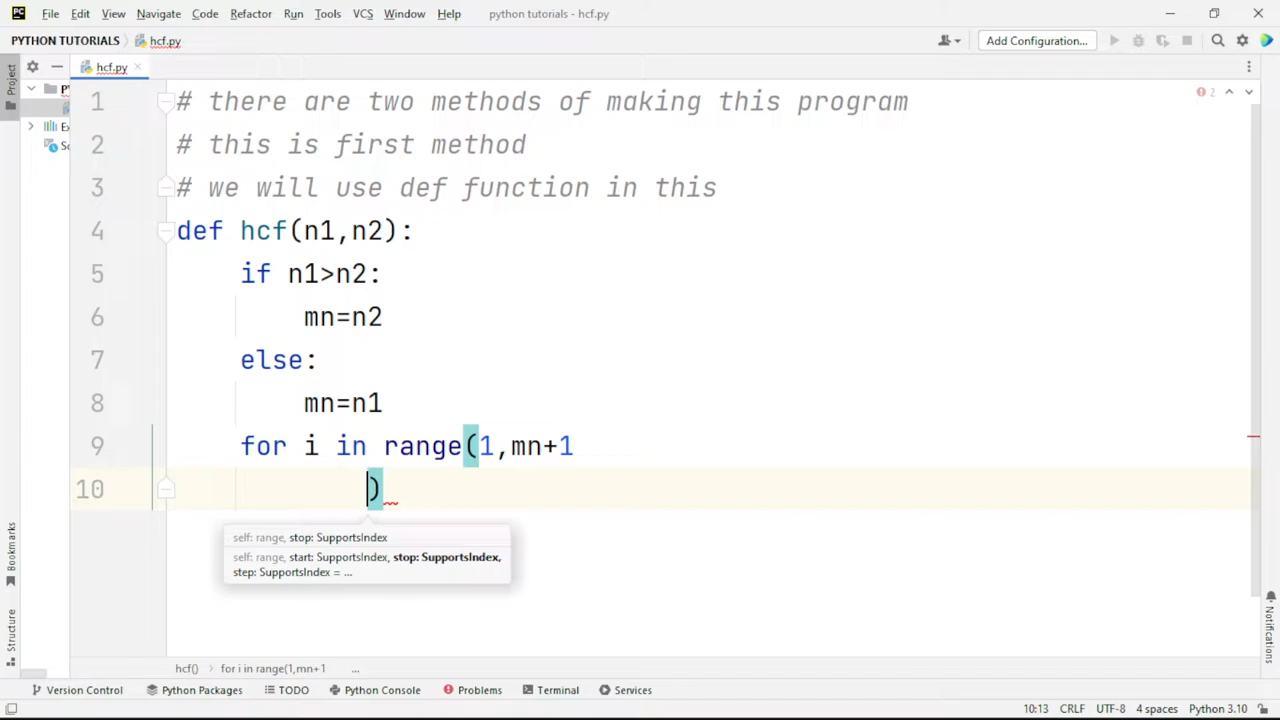 File Edit View Navigate Code Refactor Run Tools VCS Window Help python tutorials - hcf.py
PYTHON TUTORIALS hcf.py Add Configuration...
Project
hcf.py
2
1 # there are two methods of making this program
2 # this is first method
3 # we will use def function in this
4 def hcf(n1,n2):
5 if n1>n2:
6 mn=n2
7 else:
8 mn=n1
9 for i in range(1,mn+1
10 )
self: range, stop: SupportsIndex
self: range, start: SupportsIndex, stop: SupportsIndex,
step: SupportsIndex = ...
Bookmarks
Structure
Notifications
hcf() for i in range(1,mn+1 ...
Version Control Python Packages TODO Python Console Problems Terminal Services
10:13 CRLF UTF-8 4 spaces Python 3.10